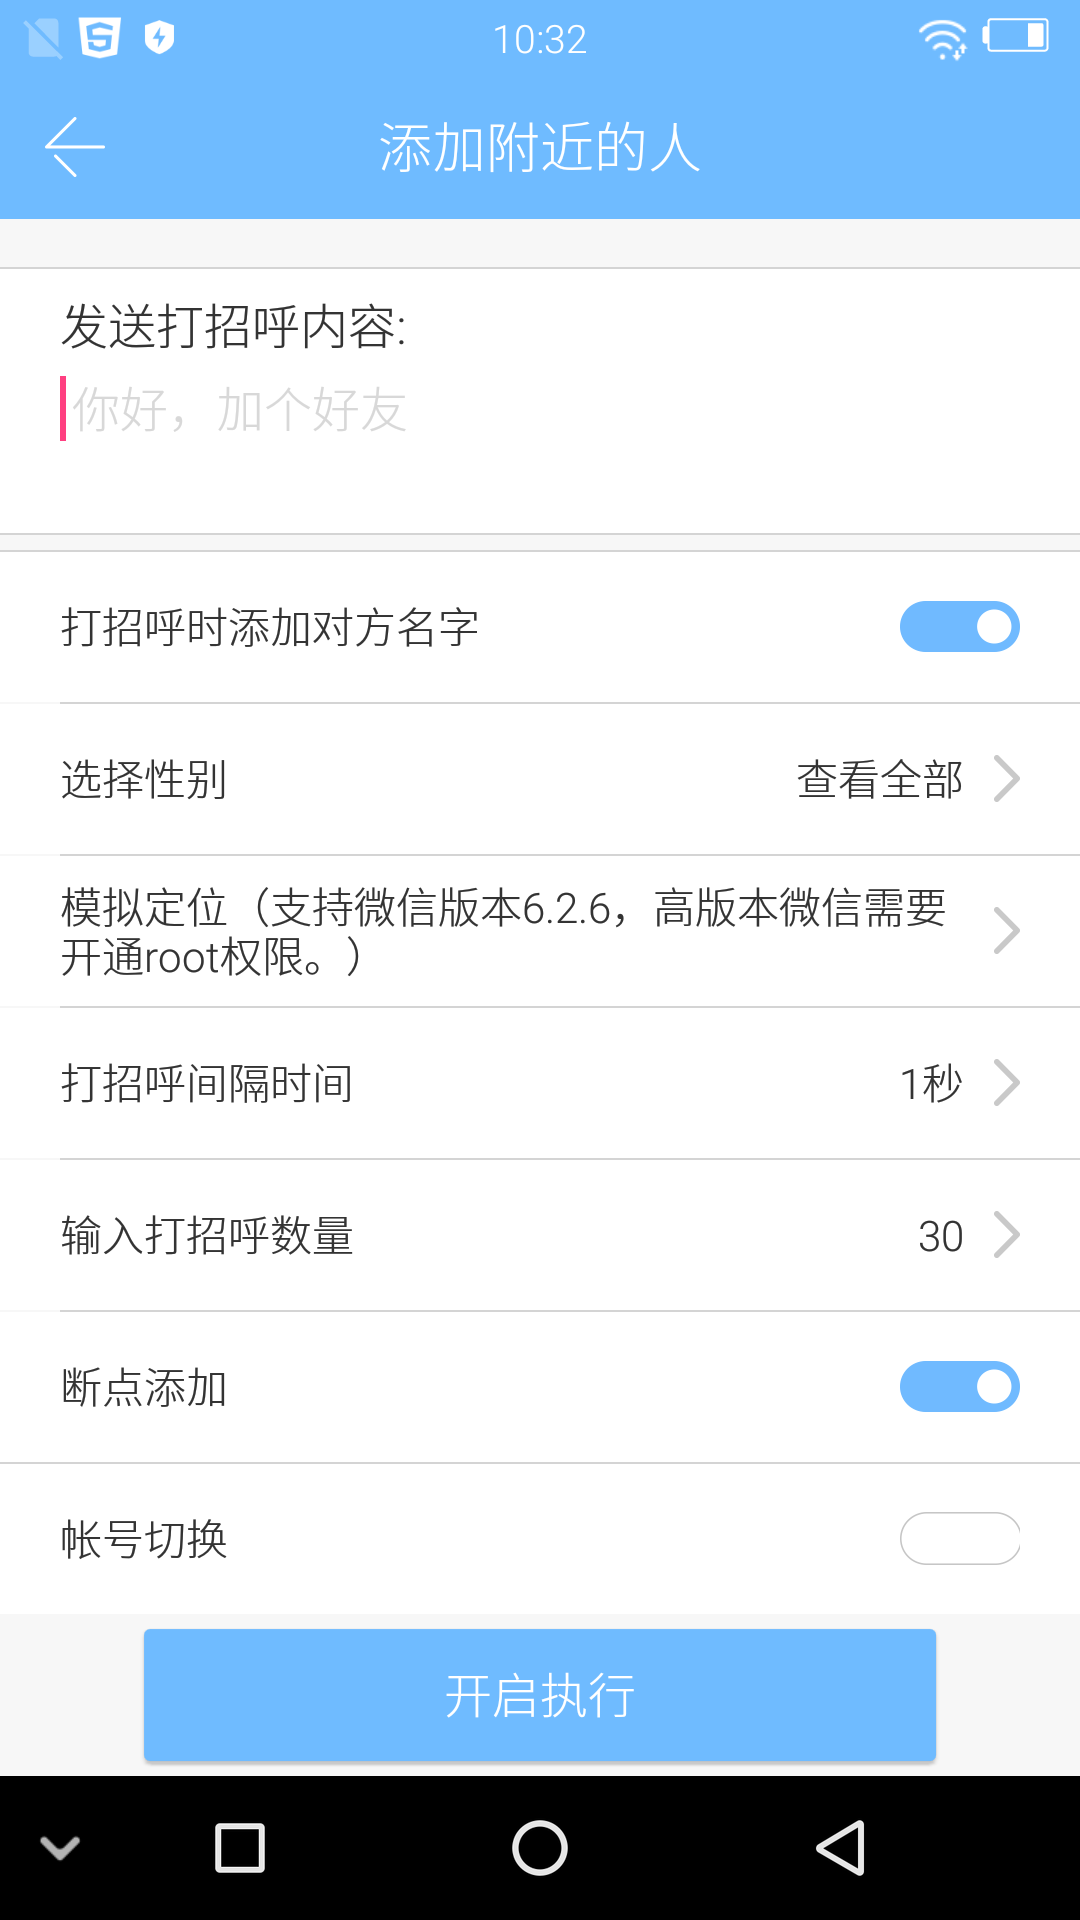 10:32
添加附近的人
发送打招呼内容:
你好，加个好友
打招呼时添加对方名字
选择性别 查看全部
模拟定位（支持微信版本6.2.6，高版本微信需要
开通root权限。）
打招呼间隔时间 1秒
输入打招呼数量 30
断点添加
帐号切换
开启执行